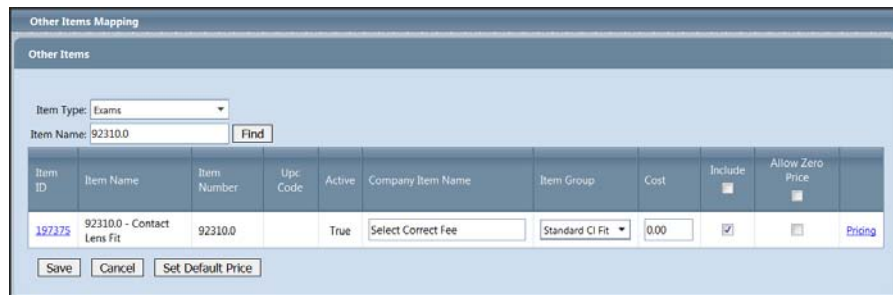 Other Items Mapping
Other Items
Item Type: Exams
Item Name: 92310.0 Find
Item ID Item Name Item Number Upc Code Active Company Item Name Item Group Cost Include Allow Zero Price
197375 92310.0 - Contact Lens Fit 92310.0 True Select Correct Fee Standard Cl Fit 0.00 Pricing
Save Cancel Set Default Price